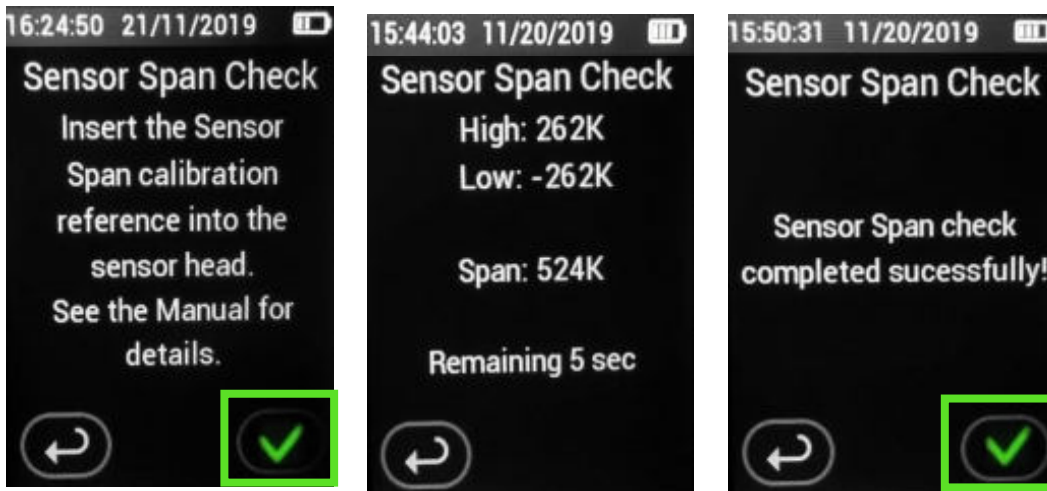 16:24:50 21/11/2019
Sensor Span Check
Insert the Sensor
Span calibration
reference into the
sensor head.
See the Manual for
details.
15:44:03 11/20/2019
Sensor Span Check
High: 262K
Low: -262K
Span: 524K
Remaining 5 sec
15:50:31 11/20/2019
Sensor Span Check
Sensor Span check
completed sucessfully!